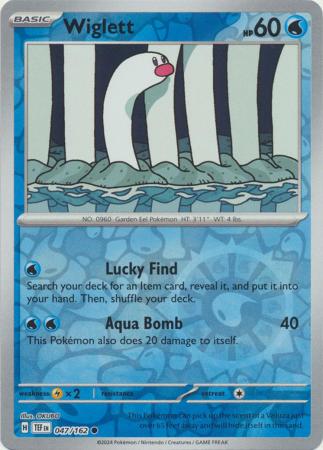 BASIC
Wiglett
HP 60
NO. 0960 Garden Eel Pokémon HT: 3'11" WT: 4 lbs.
Lucky Find
Search your deck for an Item card, reveal it, and put it into
your hand. Then, shuffle your deck.
Aqua Bomb 40
This Pokémon also does 20 damage to itself.
weakness ×2 resistance retreat
Illus. OKUBO
H TEF EN 047/162
This Pokémon can pick up the scent of a Veluza just
over 65 feet away and will hide itself in the sand.
©2024 Pokémon / Nintendo / Creatures / GAME FREAK